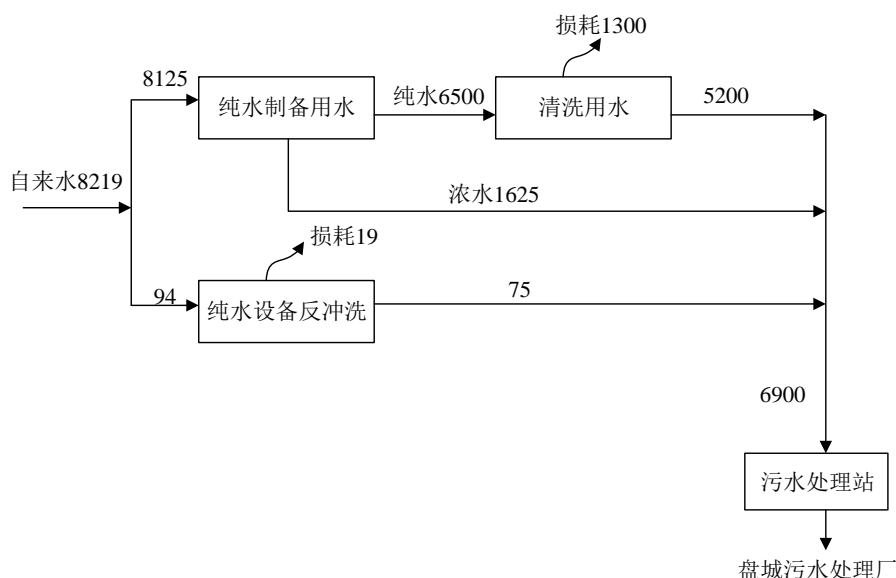 损耗1300
8125
纯水制备用水
纯水6500
清洗用水
5200
自来水8219
浓水1625
损耗19
94
纯水设备反冲洗
75
6900
污水处理站
盘城污水处理厂